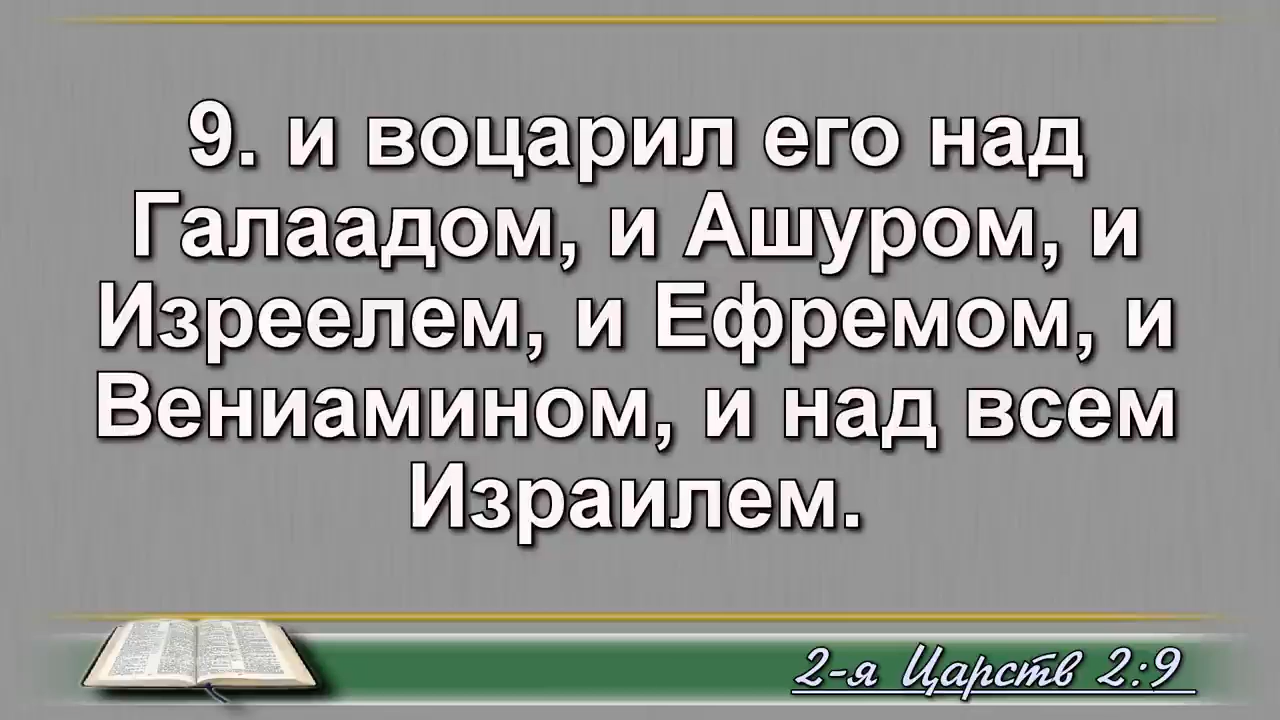 9. и воцарил его над
Галаадом, и Ашуром, и
Изреелем, и Ефремом, и
Вениамином, и над всем
Израилем.
2-я Царств 2:9